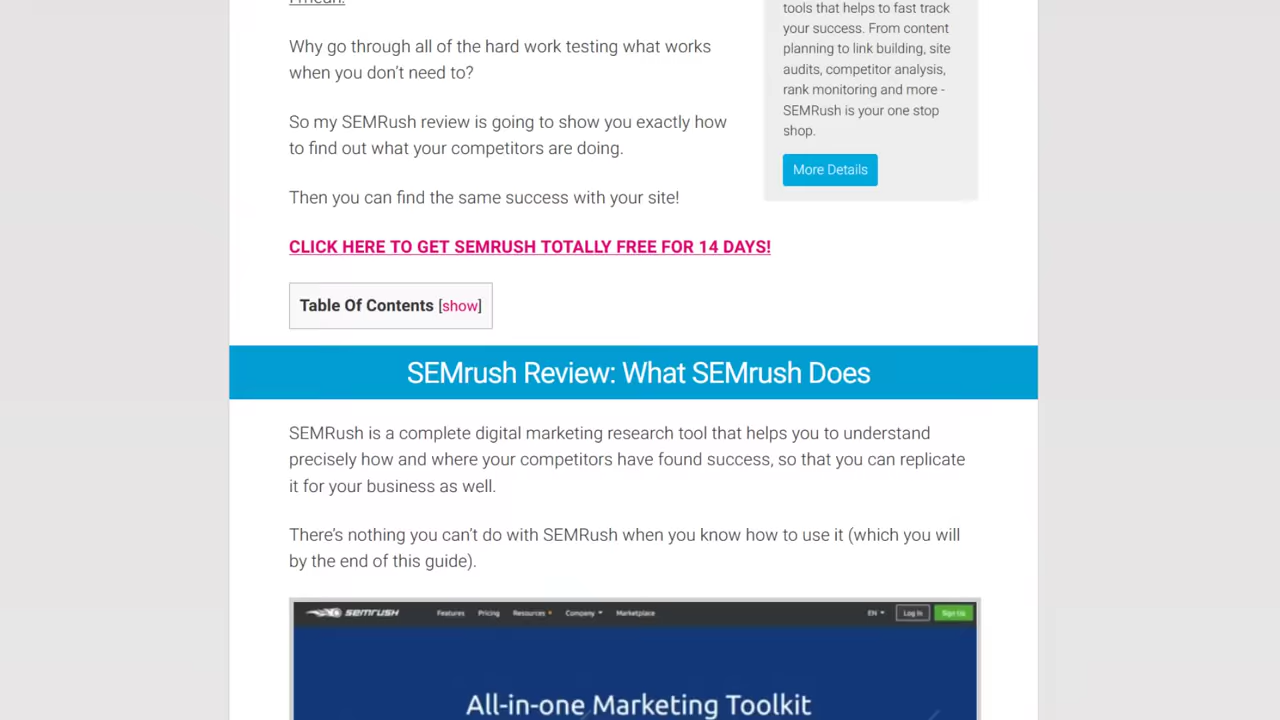 Why go through all of the hard work testing what works
when you don't need to?
So my SEMRush review is going to show you exactly how
to find out what your competitors are doing.
Then you can find the same success with your site!
tools that helps to fast track
your success. From content
planning to link building, site
audits, competitor analysis,
rank monitoring and more -
SEMRush is your one stop
shop.
More Details
CLICK HERE TO GET SEMRUSH TOTALLY FREE FOR 14 DAYS!
Table Of Contents [show]
SEMrush Review: What SEMrush Does
SEMRush is a complete digital marketing research tool that helps you to understand
precisely how and where your competitors have found success, so that you can replicate
it for your business as well.
There's nothing you can't do with SEMRush when you know how to use it (which you will
by the end of this guide).
SEMRUSH Features Pricing Resources Company Marketplace EN Log In Sign Up
All-in-one Marketing Toolkit